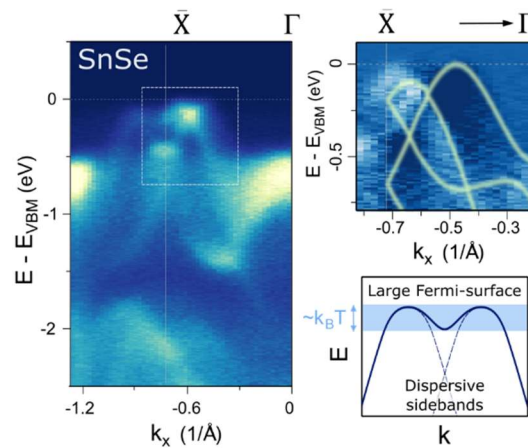 X̄ Γ
SnSe
0
-1
-2
E - E_VBM (eV)
-1.2 -0.6 0
k_x (1/Å)
X̄ Γ
0
-0.5
E - E_VBM (eV)
-0.7 -0.5 -0.3
k_x (1/Å)
Large Fermi-surface
~k_BT
E
Dispersive
sidebands
k